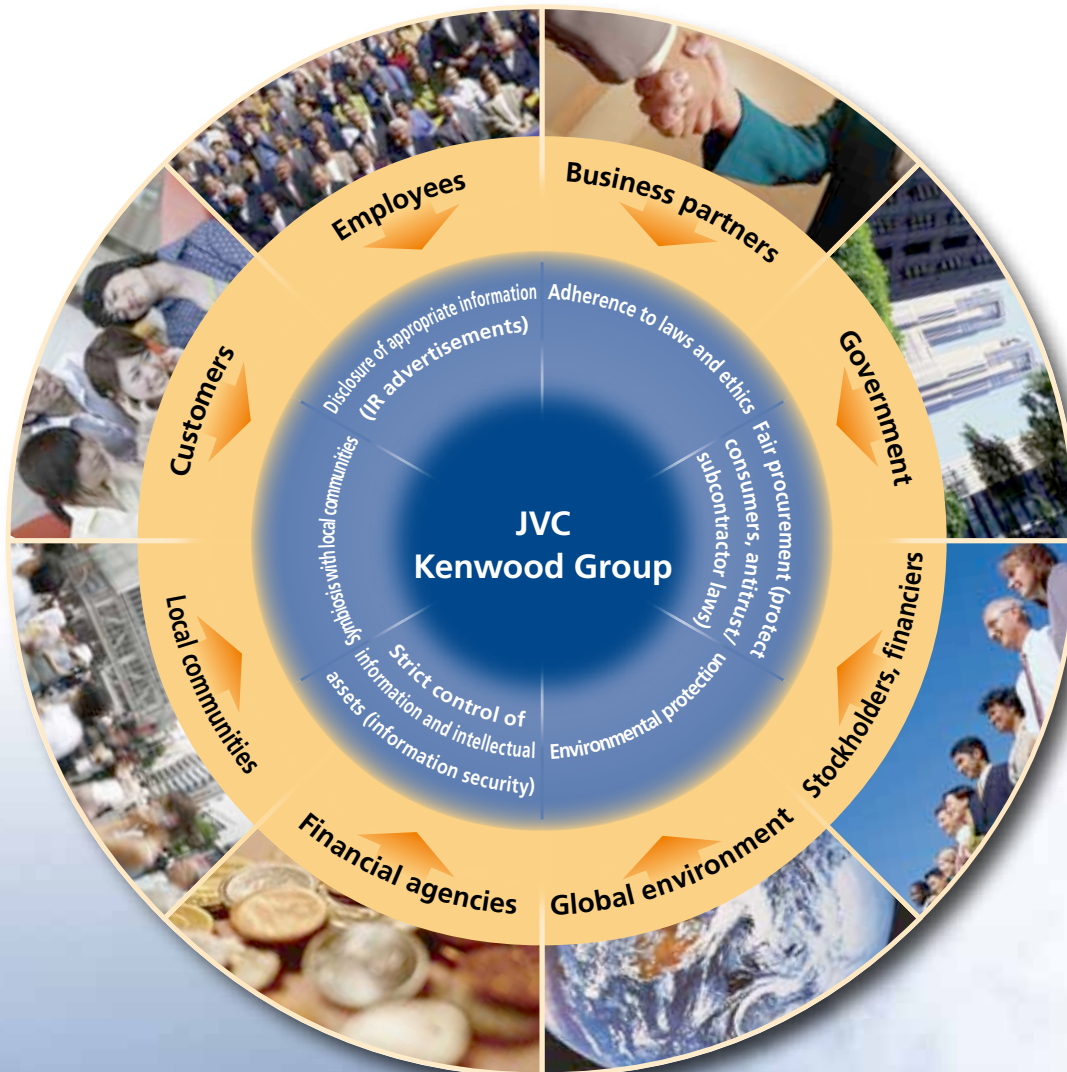 Employees
Business partners
Government
Stockholders, financiers
Global environment
Financial agencies
Local communities
Customers
Disclosure of appropriate information
(IR advertisements)
Adherence to laws and ethics
Fair procurement (protect
consumers, antitrust/
subcontractor laws)
Environmental protection
Strict control of
information and intellectual
assets (information security)
Symbiosis with local communities
JVC
Kenwood Group